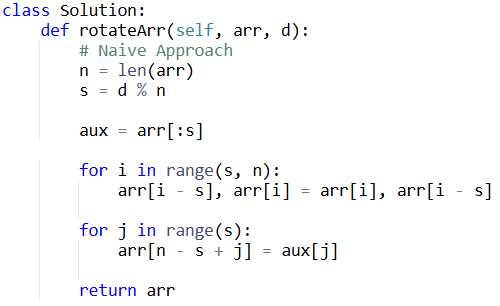 class Solution:
    def rotateArr(self, arr, d):
        # Naive Approach
        n = len(arr)
        s = d % n
        aux = arr[:s]
        for i in range(s, n):
            arr[i - s], arr[i] = arr[i], arr[i - s]
        for j in range(s):
            arr[n - s + j] = aux[j]
        return arr